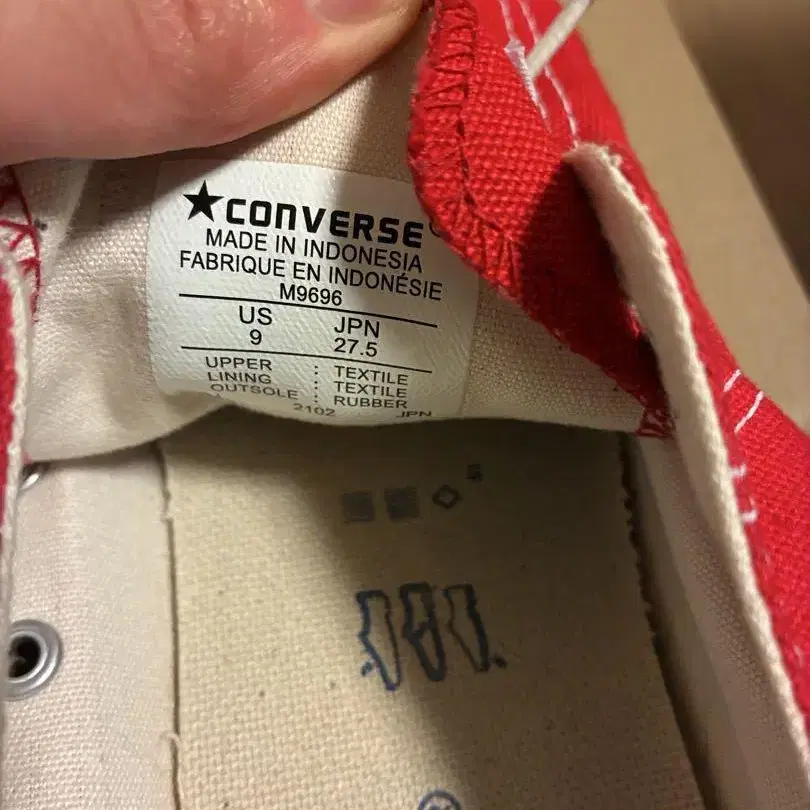 ★CONVERSE
MADE IN INDONESIA
FABRIQUE EN INDONÉSIE
M9696
US JPN
9 27.5
UPPER : TEXTILE
LINING : TEXTILE
OUTSOLE : RUBBER
2102 JPN